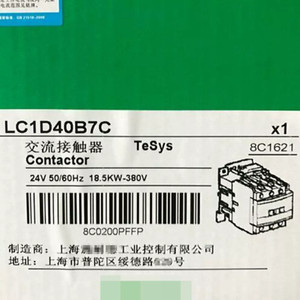 LC1D40B7C
x1
交流接触器
TeSys
8C1621
Contactor
24V 50/60Hz 18.5KW-380V
8C0200PFFP
制造商: 上海 工业控制有限公司
地址: 上海市普陀区绥德路 号